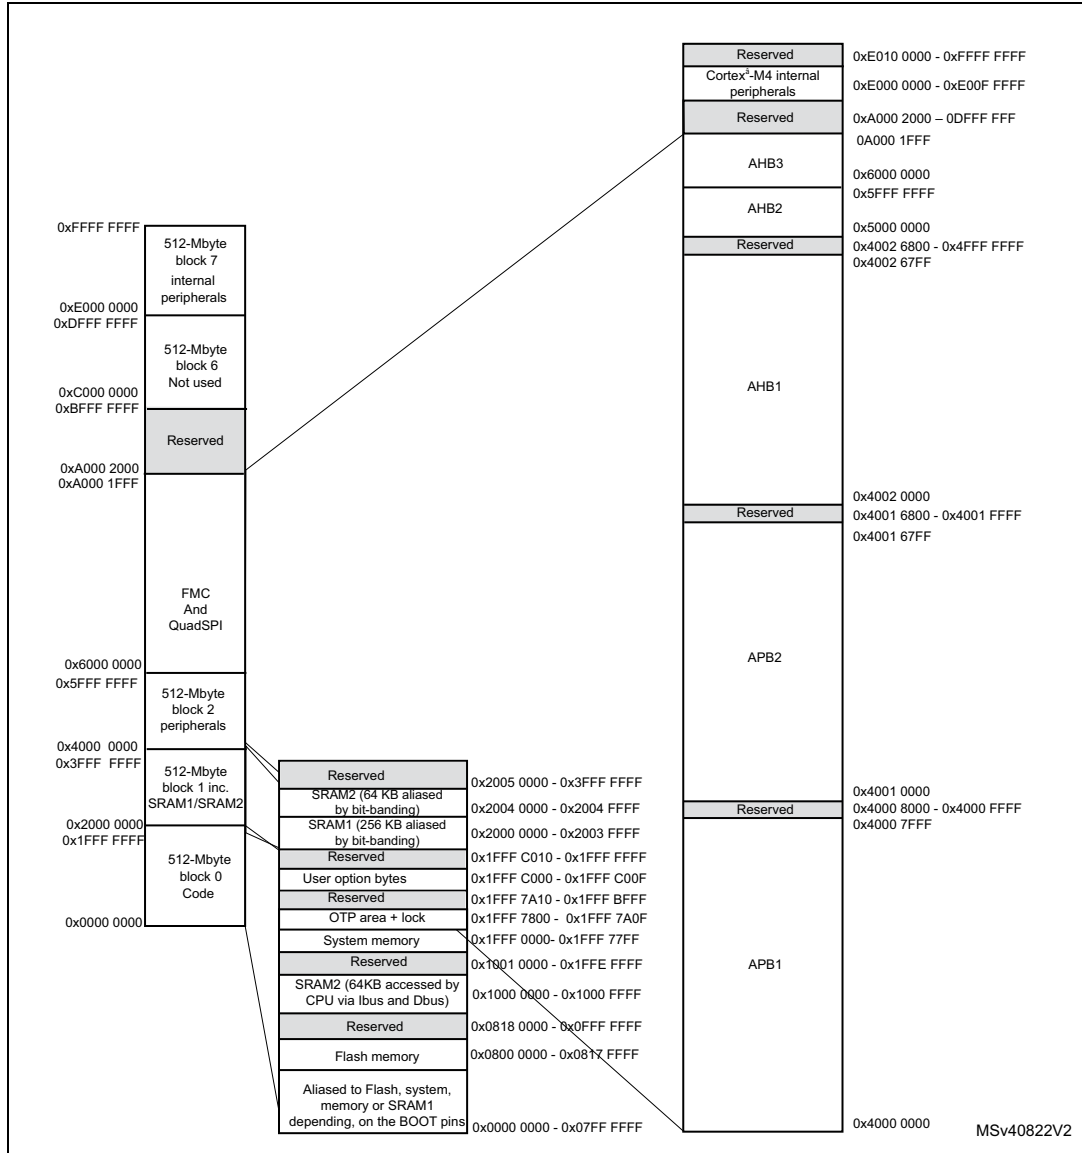 0xFFFF FFFF
512-Mbyte
block 7
internal
peripherals
0xE000 0000
0xDFFF FFFF
512-Mbyte
block 6
Not used
0xC000 0000
0xBFFF FFFF
Reserved
0xA000 2000
0xA000 1FFF
FMC
And
QuadSPI
0x6000 0000
0x5FFF FFFF
512-Mbyte
block 2
peripherals
0x4000 0000
0x3FFF FFFF
512-Mbyte
block 1 inc.
SRAM1/SRAM2
0x2000 0000
0x1FFF FFFF
512-Mbyte
block 0
Code
0x0000 0000
Reserved
0x2005 0000 - 0x3FFF FFFF
SRAM2 (64 KB aliased
by bit-banding)
0x2004 0000 - 0x2004 FFFF
SRAM1 (256 KB aliased
by bit-banding)
0x2000 0000 - 0x2003 FFFF
Reserved
0x1FFF C010 - 0x1FFF FFFF
User option bytes
0x1FFF C000 - 0x1FFF C00F
Reserved
0x1FFF 7A10 - 0x1FFF BFFF
OTP area + lock
0x1FFF 7800 - 0x1FFF 7A0F
System memory
0x1FFF 0000- 0x1FFF 77FF
Reserved
0x1001 0000 - 0x1FFE FFFF
SRAM2 (64KB accessed by
CPU via Ibus and Dbus)
0x1000 0000 - 0x1000 FFFF
Reserved
0x0818 0000 - 0x0FFF FFFF
Flash memory
0x0800 0000 - 0x0817 FFFF
Aliased to Flash, system,
memory or SRAM1
depending, on the BOOT pins
0x0000 0000 - 0x07FF FFFF
Reserved
0xE010 0000 - 0xFFFF FFFF
Cortexâ-M4 internal
peripherals
0xE000 0000 - 0xE00F FFFF
Reserved
0xA000 2000 – 0DFFF FFF
0A000 1FFF
AHB3
0x6000 0000
0x5FFF FFFF
AHB2
0x5000 0000
Reserved
0x4002 6800 - 0x4FFF FFFF
0x4002 67FF
AHB1
0x4002 0000
Reserved
0x4001 6800 - 0x4001 FFFF
0x4001 67FF
APB2
0x4001 0000
Reserved
0x4000 8000 - 0x4000 FFFF
0x4000 7FFF
APB1
0x4000 0000
MSv40822V2